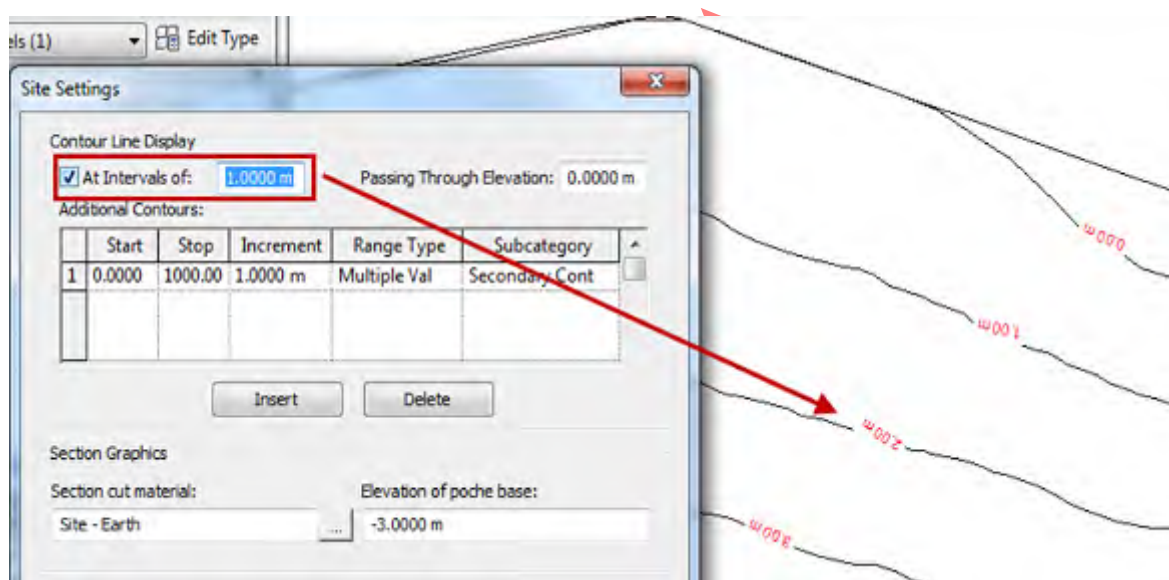 els (1)
Edit Type
Site Settings
Contour Line Display
At Intervals of: 1.0000 m Passing Through Elevation: 0.0000 m
Additional Contours:
Start Stop Increment Range Type Subcategory
1 0.0000 1000.00 1.0000 m Multiple Val Secondary Cont
Insert Delete
Section Graphics
Section cut material: Elevation of poche base:
Site - Earth ... -3.0000 m
0.00 m
1.00 m
2.00 m
3.00 m